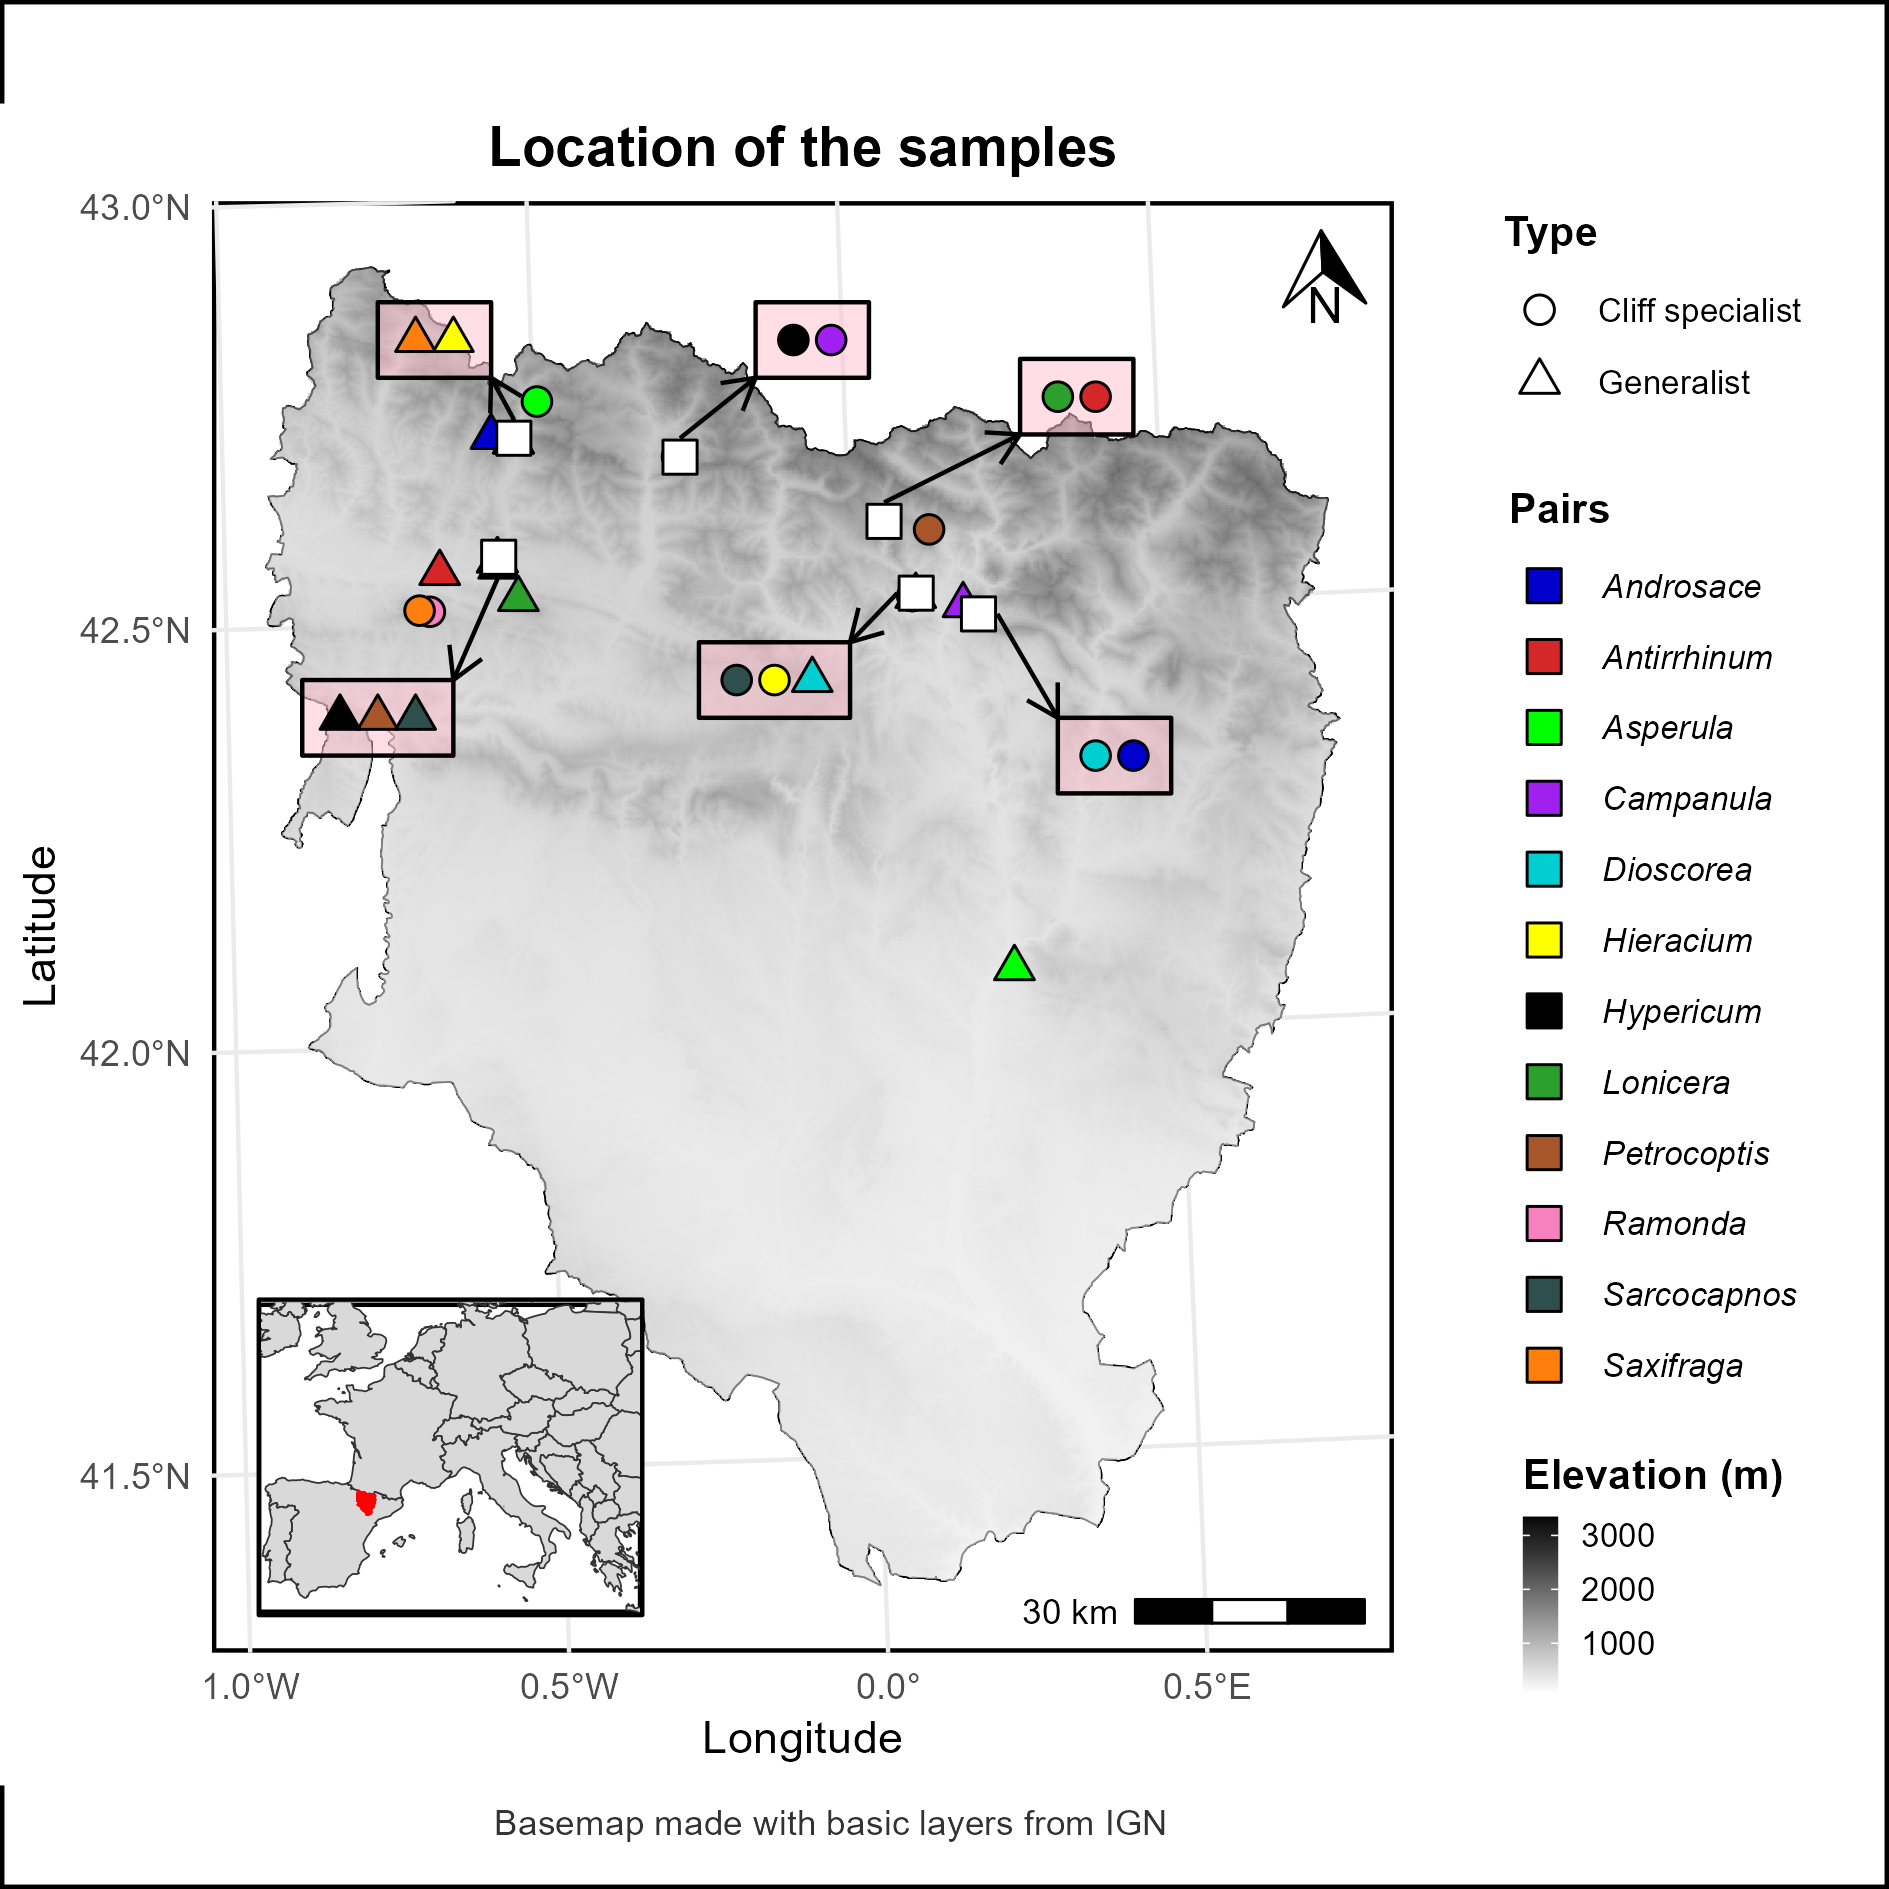 Location of the samples
43.0°N
42.5°N
42.0°N
41.5°N
Latitude
N
30 km
1.0°W
0.5°W
0.0°
0.5°E
Longitude
Type
Cliff specialist
Generalist
Pairs
Androsace
Antirrhinum
Asperula
Campanula
Dioscorea
Hieracium
Hypericum
Lonicera
Petrocoptis
Ramonda
Sarcocapnos
Saxifraga
Elevation (m)
3000
2000
1000
Basemap made with basic layers from IGN